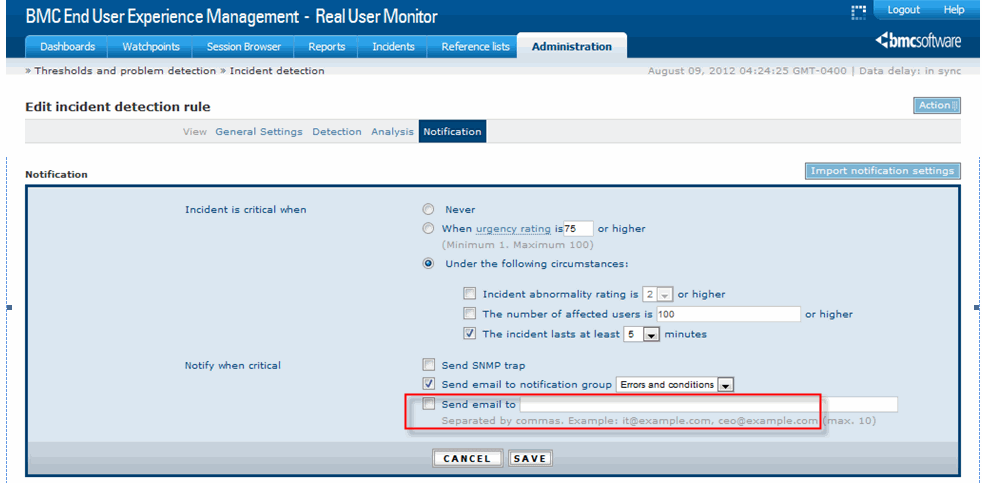 BMC End User Experience Management - Real User Monitor
Logout Help
Dashboards Watchpoints Session Browser Reports Incidents Reference lists Administration
bmcsoftware
» Thresholds and problem detection » Incident detection
August 09, 2012 04:24:25 GMT-0400 | Data delay: in sync
Edit incident detection rule
Action
View General Settings Detection Analysis Notification
Notification
Import notification settings
Incident is critical when
Never
When urgency rating is 75 or higher
(Minimum 1. Maximum 100)
Under the following circumstances:
Incident abnormality rating is 2 or higher
The number of affected users is 100 or higher
The incident lasts at least 5 minutes
Notify when critical
Send SNMP trap
Send email to notification group Errors and conditions
Send email to
Separated by commas. Example: it@example.com, ceo@example.com (max. 10)
CANCEL SAVE